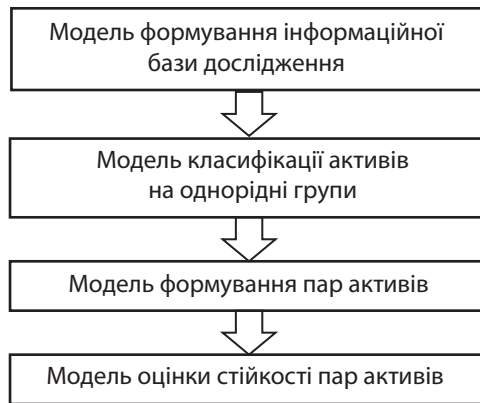 Модель формування інформаційної
бази дослідження
Модель класифікації активів
на однорідні групи
Модель формування пар активів
Модель оцінки стійкості пар активів